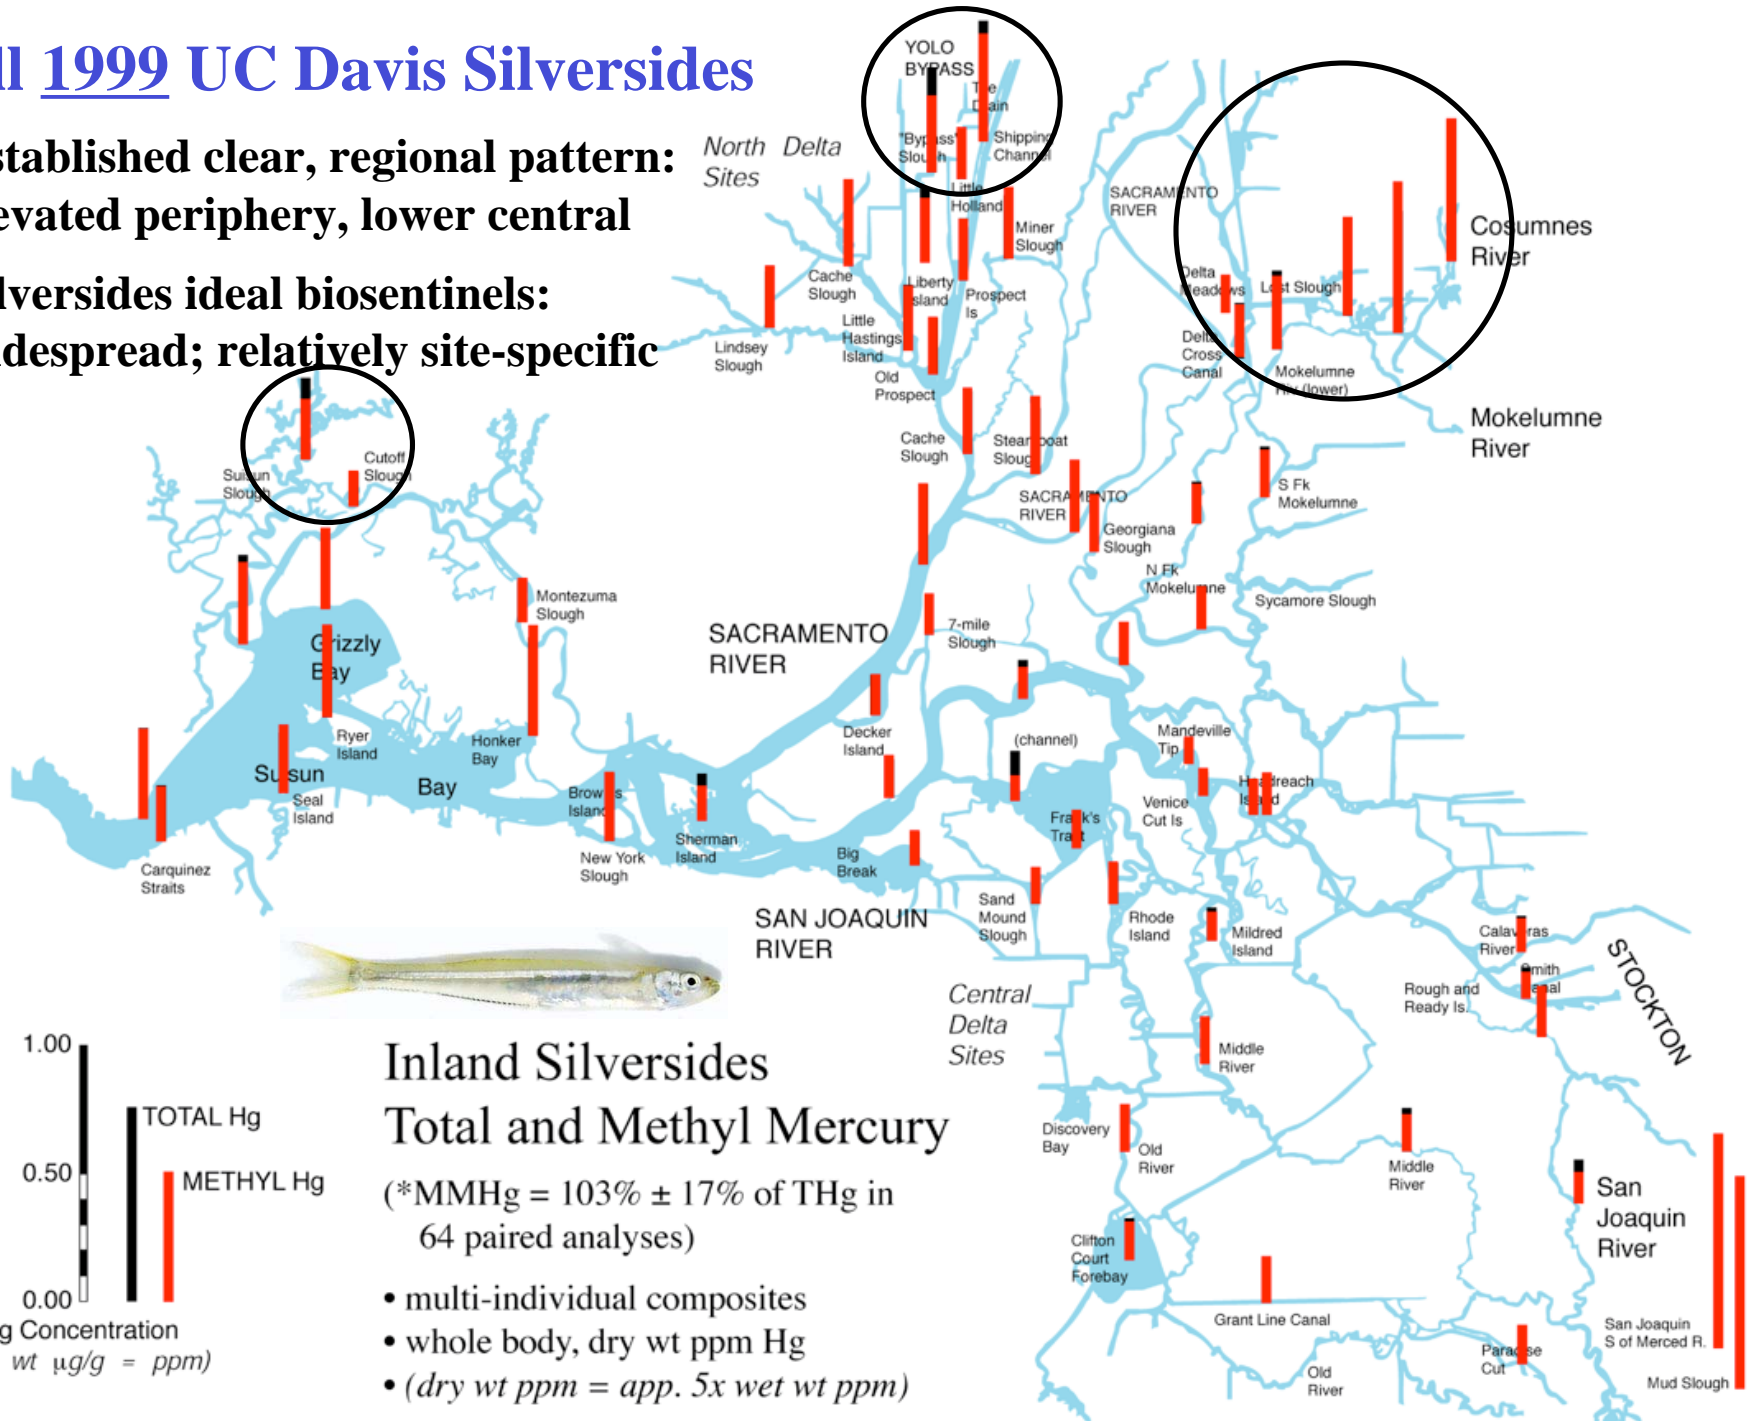 ll 1999 UC Davis Silversides
stablished clear, regional pattern:
evated periphery, lower central
lversides ideal biosentinels:
despread; relatively site-specific
YOLO
BYPASS
Toe
Drain
"Bypass"
Slough
Shipping
Channel
Little
Holland
North Delta
Sites
Miner
Slough
SACRAMENTO
RIVER
Cosumnes
River
Cache
Slough
Liberty
Island
Prospect
Is
Delta
Meadows
Lost Slough
Lindsey
Slough
Little
Hastings
Island
Old
Prospect
Delta
Cross
Canal
Mokelumne
Riv (lower)
Mokelumne
River
Cache
Slough
Steamboat
Slough
Suisun
Slough
Cutoff
Slough
SACRAMENTO
RIVER
Georgiana
Slough
S Fk
Mokelumne
N Fk
Mokelumne
Sycamore Slough
Montezuma
Slough
SACRAMENTO
RIVER
7-mile
Slough
Grizzly
Bay
Ryer
Island
Honker
Bay
Decker
Island
(channel)
Mandeville
Tip
Suisun
Bay
Seal
Island
Browns
Island
Sherman
Island
Frank's
Tract
Venice
Cut Is
Headreach
Island
Carquinez
Straits
New York
Slough
Big
Break
SAN JOAQUIN
RIVER
Sand
Mound
Slough
Rhode
Island
Mildred
Island
Calaveras
River
Smith
Canal
Rough and
Ready Is.
STOCKTON
Central
Delta
Sites
Middle
River
Inland Silversides
Total and Methyl Mercury
(*MMHg = 103% ± 17% of THg in
64 paired analyses)
• multi-individual composites
• whole body, dry wt ppm Hg
• (dry wt ppm = app. 5x wet wt ppm)
1.00
TOTAL Hg
0.50
METHYL Hg
0.00
g Concentration
wt µg/g = ppm)
Discovery
Bay
Old
River
Middle
River
San
Joaquin
River
Clifton
Court
Forebay
Grant Line Canal
Old
River
Paradise
Cut
San Joaquin
S of Merced R.
Mud Slough